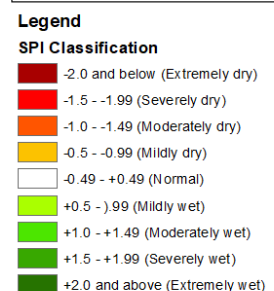 Legend
SPI Classification
-2.0 and below (Extremely dry)
-1.5 - -1.99 (Severely dry)
-1.0 - -1.49 (Moderately dry)
-0.5 - -0.99 (Mildly dry)
-0.49 - +0.49 (Normal)
+0.5 - ).99 (Mildly wet)
+1.0 - +1.49 (Moderately wet)
+1.5 - +1.99 (Severely wet)
+2.0 and above (Extremely wet)